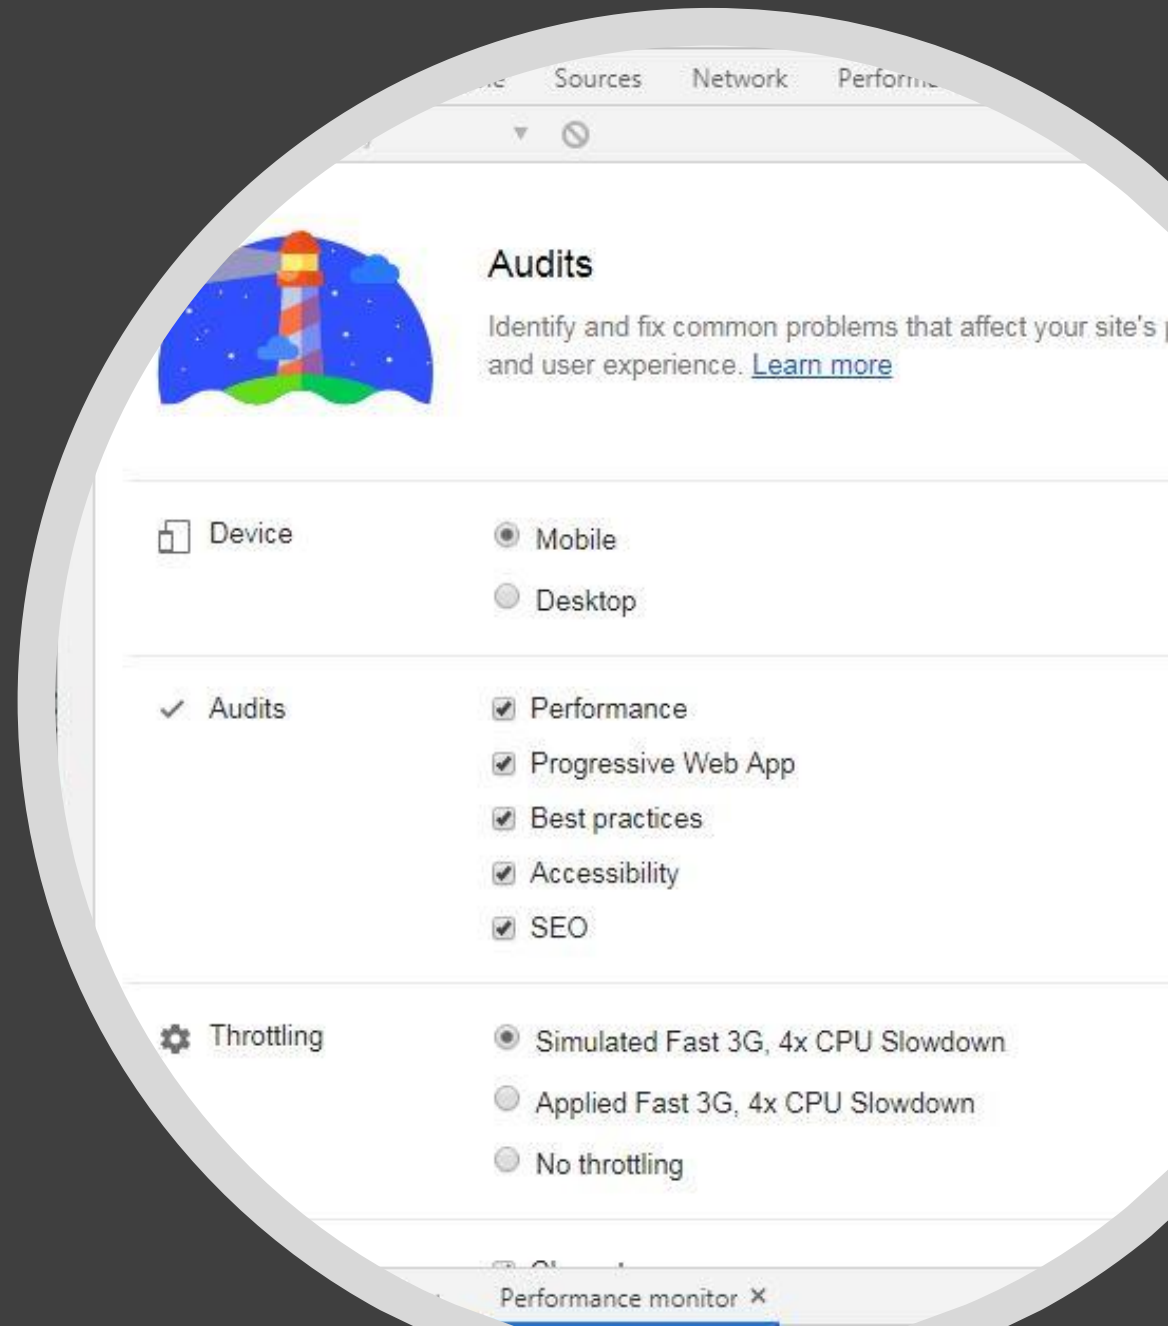 Sources Network
Audits
Identify and fix common problems that affect your site's
and user experience. Learn more
Device
Mobile
Desktop
Audits
Performance
Progressive Web App
Best practices
Accessibility
SEO
Throttling
Simulated Fast 3G, 4x CPU Slowdown
Applied Fast 3G, 4x CPU Slowdown
No throttling
Performance monitor ×